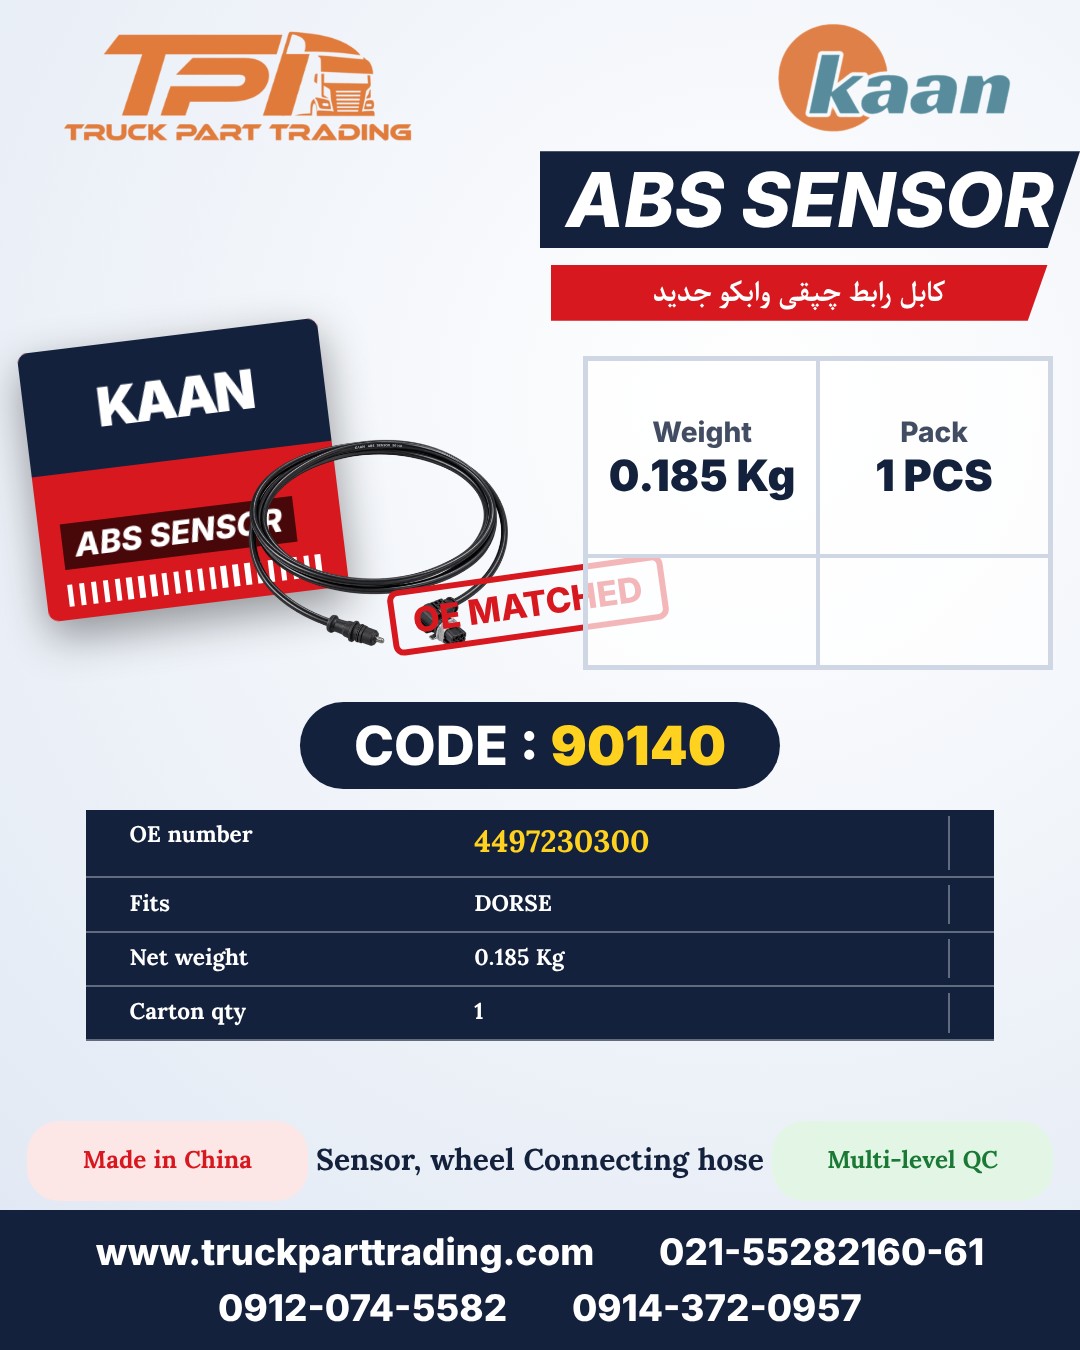 TPT
TRUCK PART TRADING
kaan
ABS SENSOR
کابل رابط چپقی وابکو جدید
KAAN
ABS SENSOR
Weight
0.185 Kg
Pack
1 PCS
OE MATCHED
CODE : 90140
OE number 4497230300
Fits DORSE
Net weight 0.185 Kg
Carton qty 1
Made in China
Sensor, wheel Connecting hose
Multi-level QC
www.truckparttrading.com 021-55282160-61
0912-074-5582 0914-372-0957